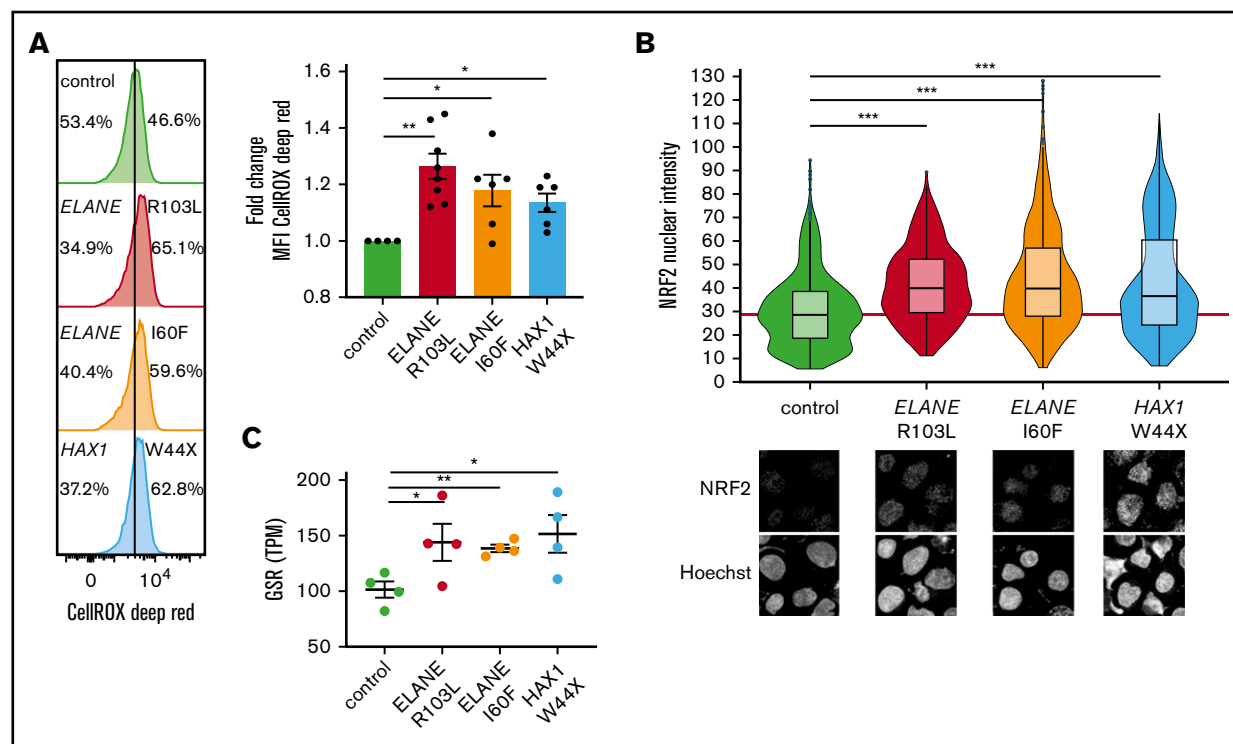 A
control
53.4%
46.6%
ELANE R103L
34.9%
65.1%
ELANE I60F
40.4%
59.6%
HAX1 W44X
37.2%
62.8%
0
10⁴
CellROX deep red
Fold change
MFI CellROX deep red
1.6
1.4
1.2
1.0
0.8
*
*
**
control
ELANE
R103L
ELANE
I60F
HAX1
W44X
B
NRF2 nuclear intensity
130
120
110
100
90
80
70
60
50
40
30
20
10
0
***
***
***
control
ELANE
R103L
ELANE
I60F
HAX1
W44X
NRF2
Hoechst
C
GSR (TPM)
200
150
100
50
*
**
*
control
ELANE
R103L
ELANE
I60F
HAX1
W44X